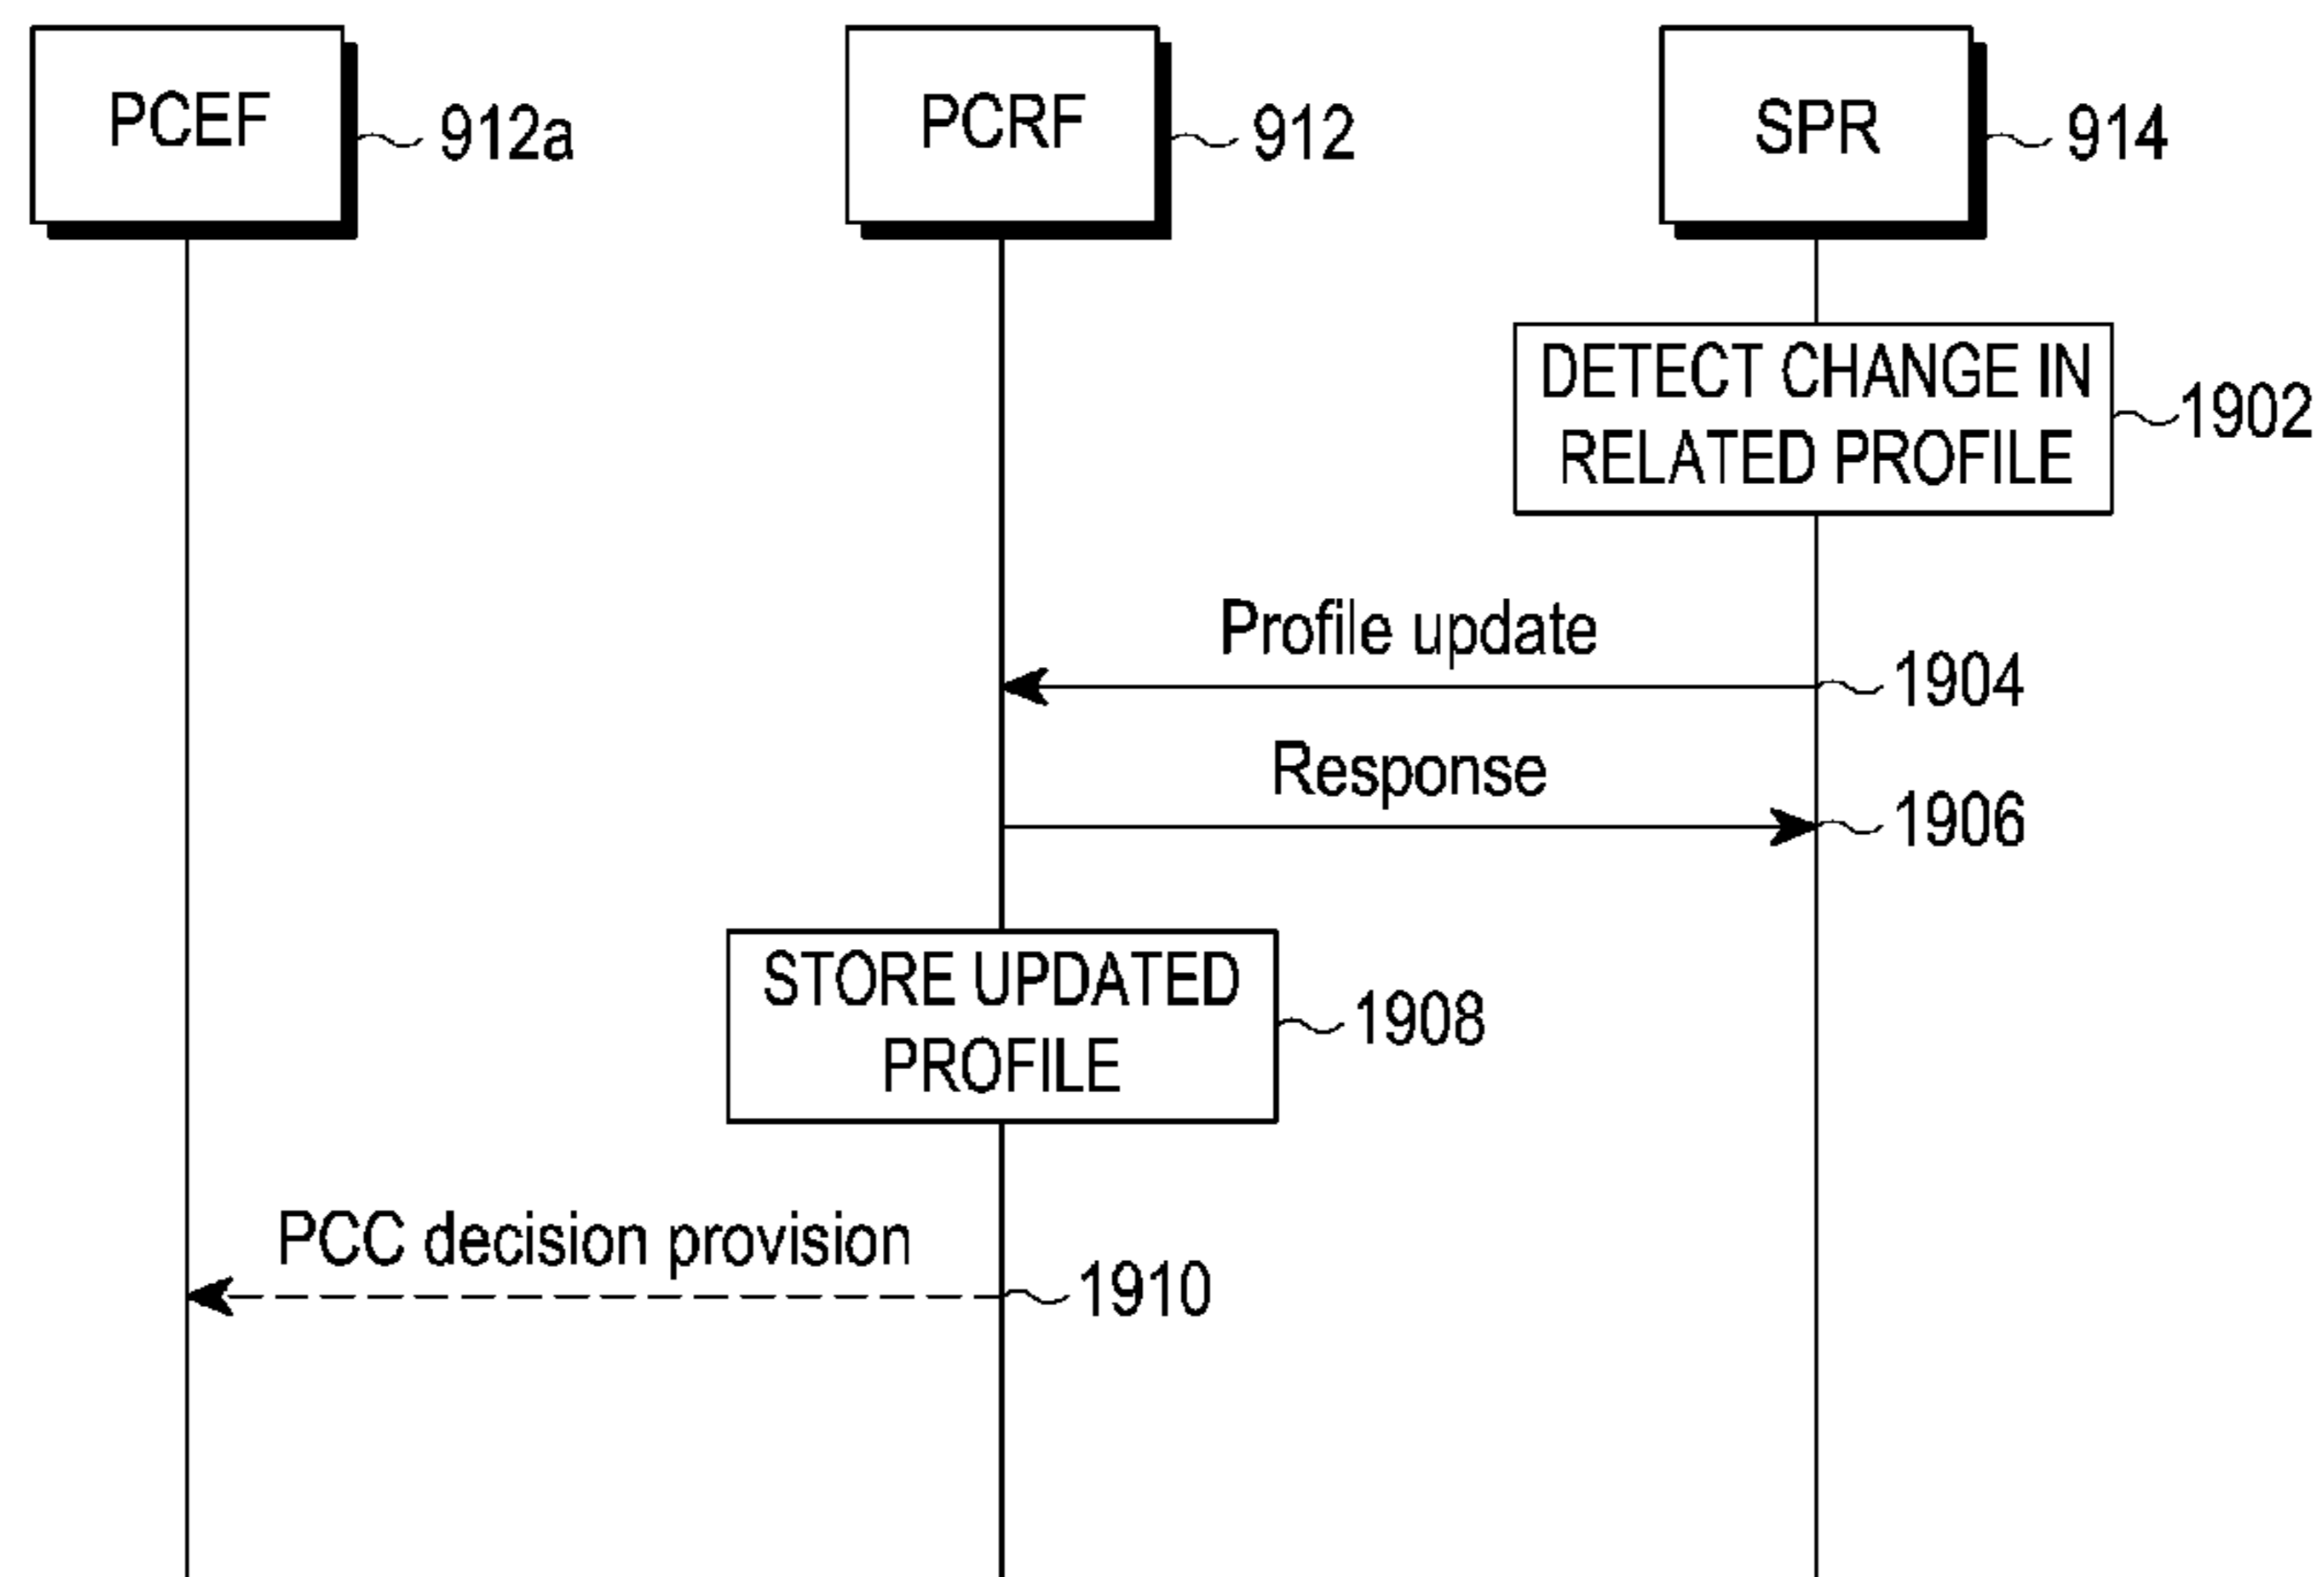 PCEF
912a
PCRF
912
SPR
914
DETECT CHANGE IN
RELATED PROFILE
1902
Profile update
1904
Response
1906
STORE UPDATED
PROFILE
1908
PCC decision provision
1910